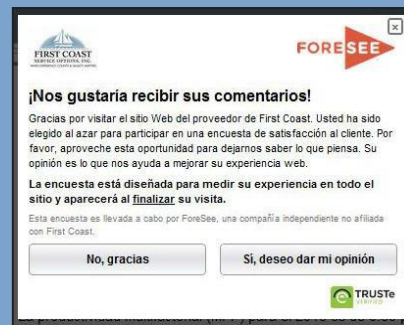 FIRST COAST
SERVICE OPTIONS, INC.
FORESEE
x
¡Nos gustaría recibir sus comentarios!
Gracias por visitar el sitio Web del proveedor de First Coast. Usted ha sido
elegido al azar para participar en una encuesta de satisfacción al cliente. Por
favor, aproveche esta oportunidad para dejarnos saber lo que piensa. Su
opinión es lo que nos ayuda a mejorar su experiencia web.
La encuesta está diseñada para medir su experiencia en todo el
sitio y aparecerá al finalizar su visita.
Esta encuesta es llevada a cabo por ForeSee, una compañía independiente no afiliada
con First Coast.
No, gracias
Sí, deseo dar mi opinión
TRUSTe
VERIFIED